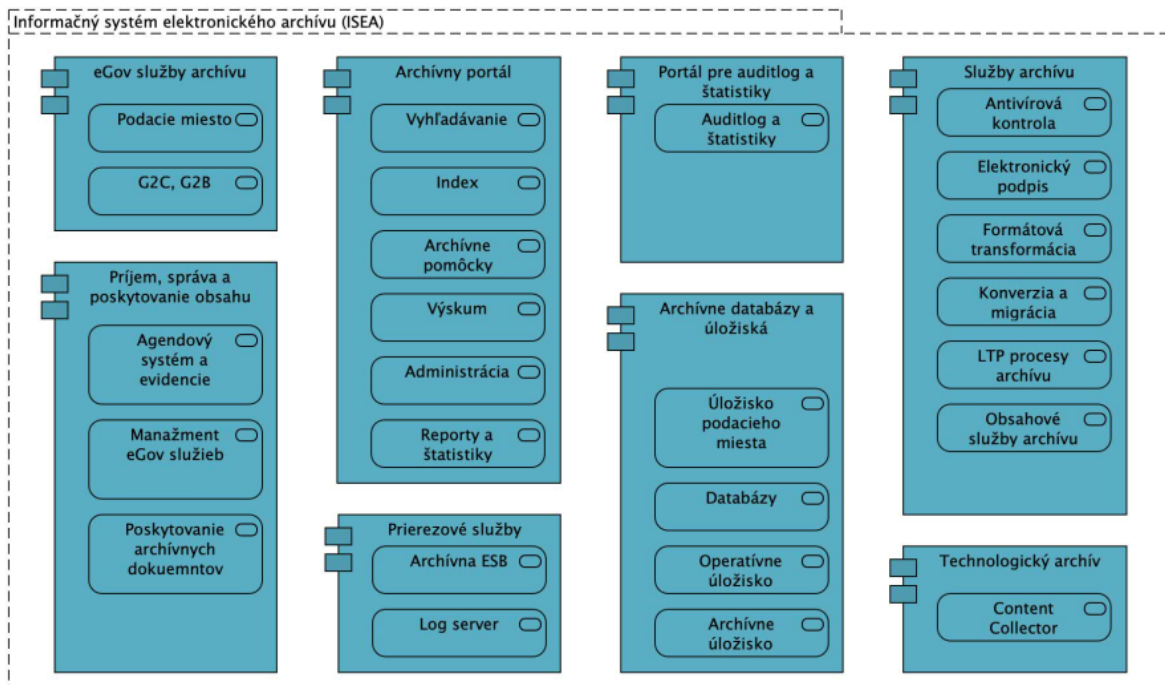 Informačný systém elektronického archívu (ISEA)
eGov služby archívu
Podacie miesto
G2C, G2B
Príjem, správa a
poskytovanie obsahu
Agendový
systém a
evidencie
Manažment
eGov služieb
Poskytovanie
archívnych
dokuemntov
Archívny portál
Vyhľadávanie
Index
Archívne
pomôcky
Výskum
Administrácia
Reporty a
štatistiky
Prierezové služby
Archívna ESB
Log server
Portál pre auditlog a
štatistiky
Auditlog a
štatistiky
Archívne databázy a
úložiská
Úložisko
podacieho
miesta
Databázy
Operatívne
úložisko
Archívne
úložisko
Služby archívu
Antivírová
kontrola
Elektronický
podpis
Formátová
transformácia
Konverzia a
migrácia
LTP procesy
archívu
Obsahové
služby archívu
Technologický archív
Content
Collector